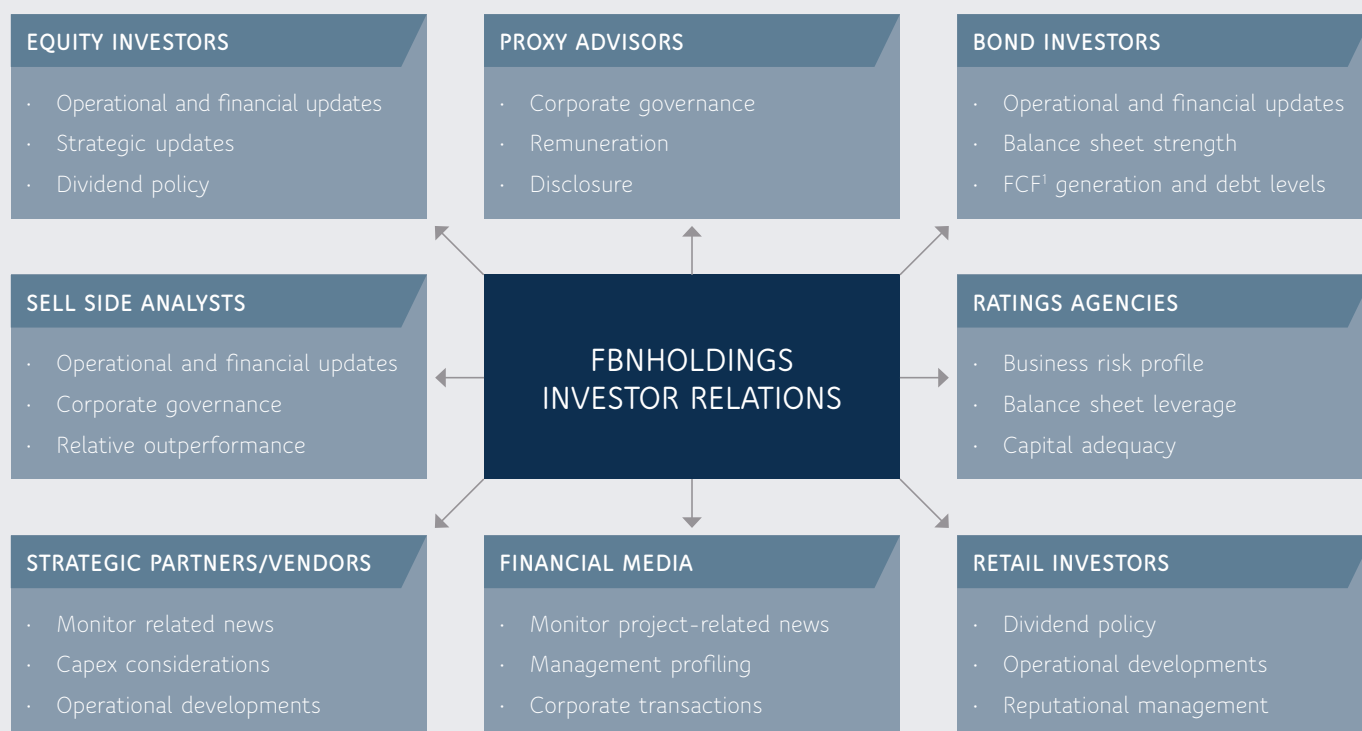 EQUITY INVESTORS
· Operational and financial updates
· Strategic updates
· Dividend policy
PROXY ADVISORS
· Corporate governance
· Remuneration
· Disclosure
BOND INVESTORS
· Operational and financial updates
· Balance sheet strength
· FCF¹ generation and debt levels
SELL SIDE ANALYSTS
· Operational and financial updates
· Corporate governance
· Relative outperformance
FBNHOLDINGS
INVESTOR RELATIONS
RATINGS AGENCIES
· Business risk profile
· Balance sheet leverage
· Capital adequacy
STRATEGIC PARTNERS/VENDORS
· Monitor related news
· Capex considerations
· Operational developments
FINANCIAL MEDIA
· Monitor project-related news
· Management profiling
· Corporate transactions
RETAIL INVESTORS
· Dividend policy
· Operational developments
· Reputational management